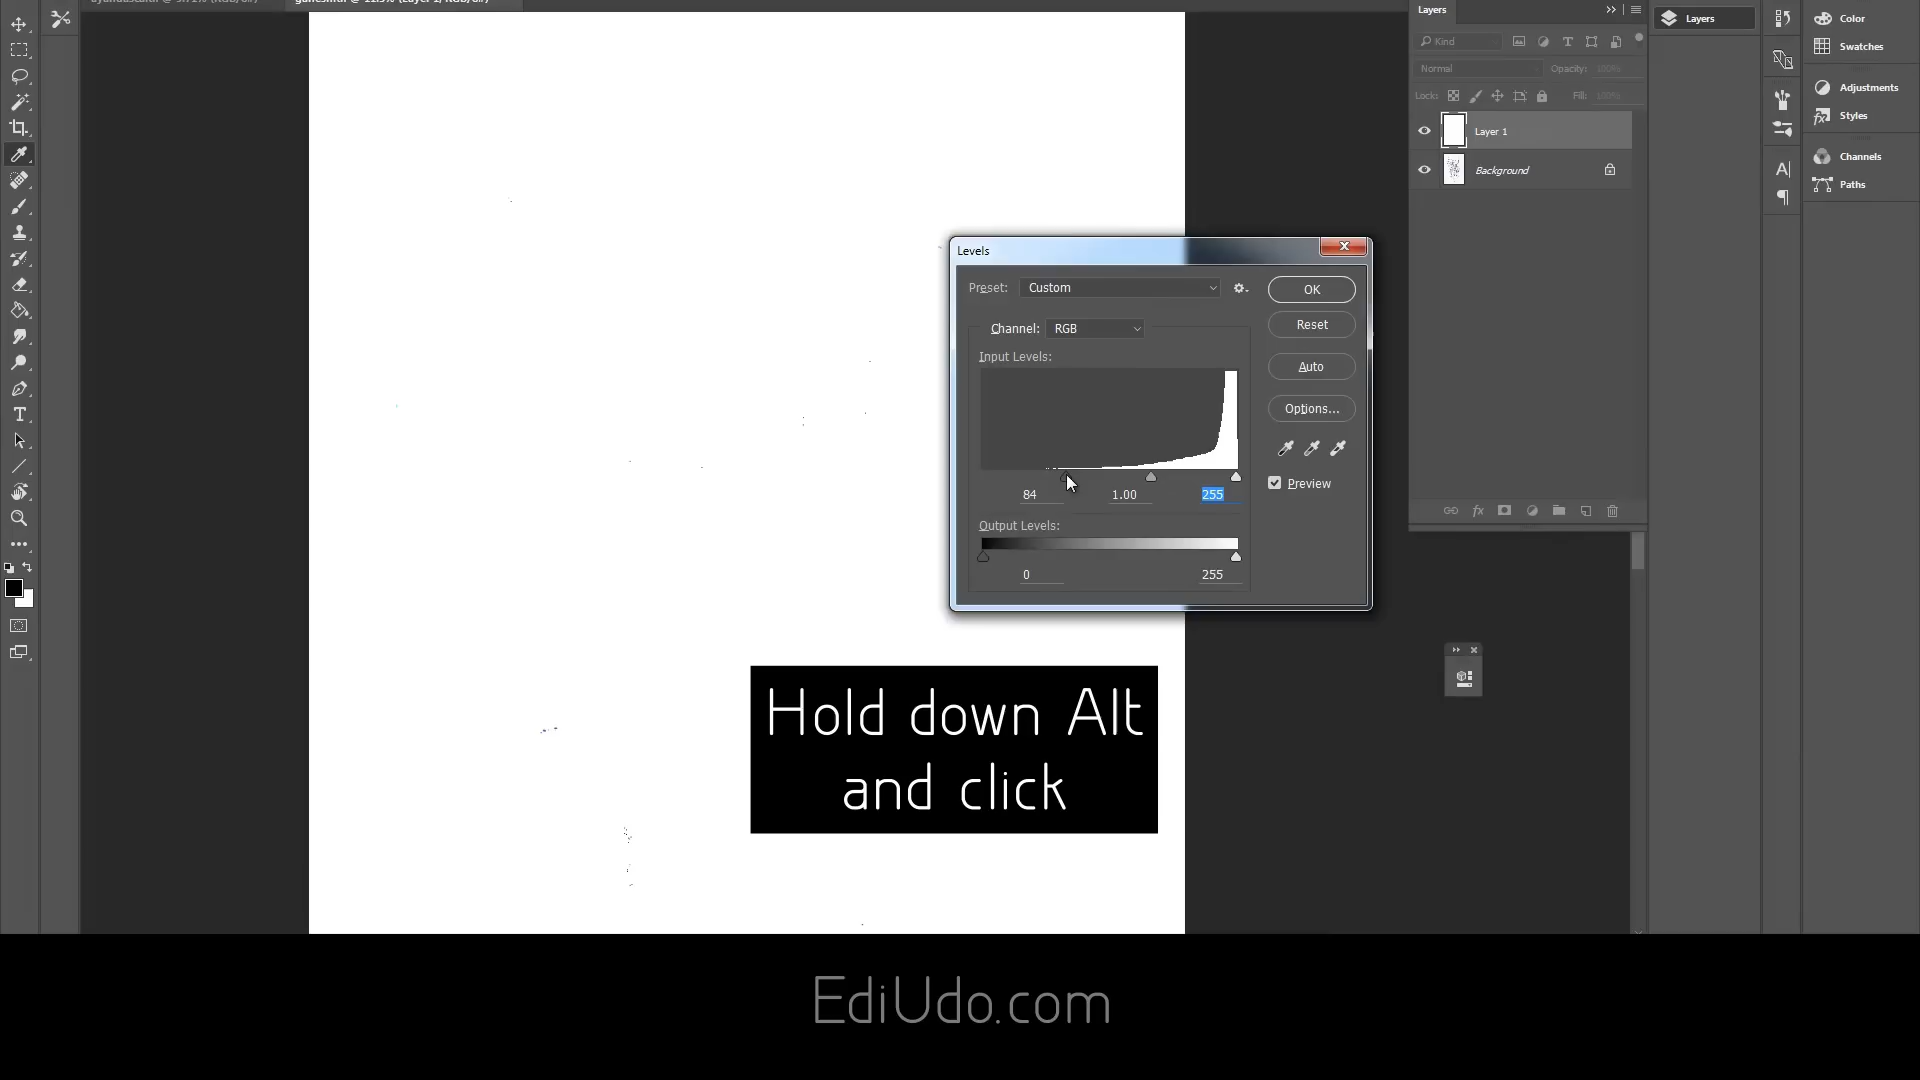 Layers
Kind
Normal
Opacity: 100%
Lock:
Fill: 100%
Layer 1
Background
Layers
Color
Swatches
Adjustments
Styles
Channels
Paths
Levels
Preset: Custom
OK
Channel: RGB
Reset
Input Levels:
Auto
Options...
84 1.00 255
Preview
Output Levels:
0 255
Hold down Alt
and click
EdiUdo.com